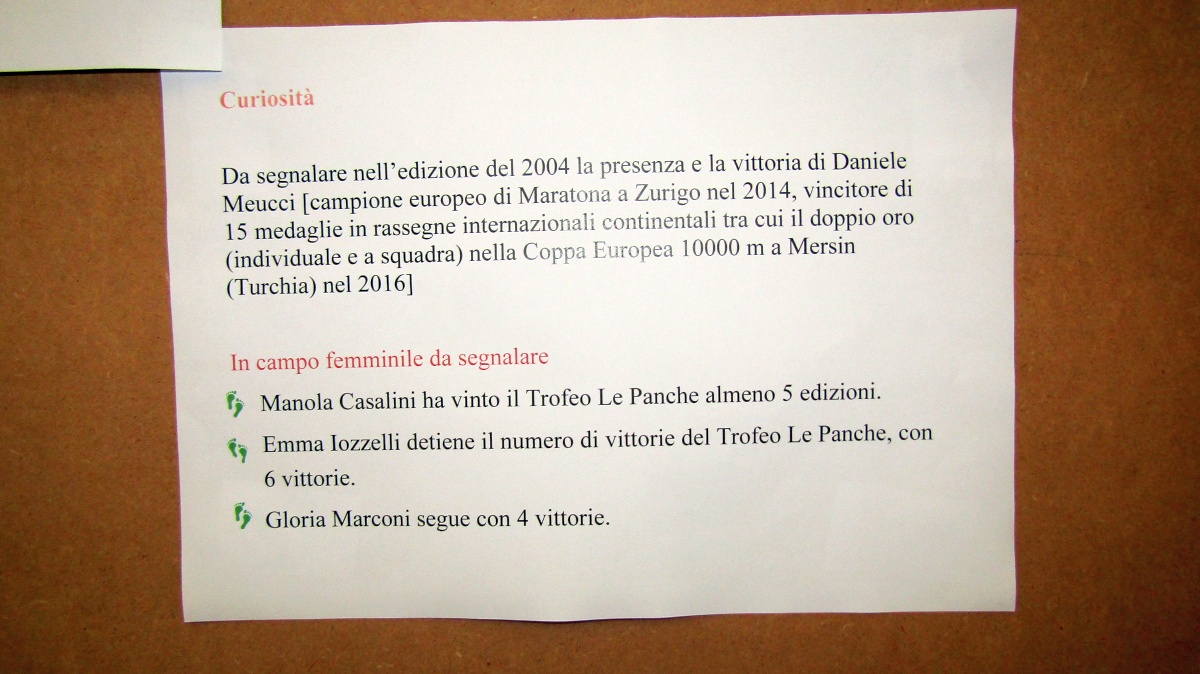 Curiosità
Da segnalare nell’edizione del 2004 la presenza e la vittoria di Daniele
Meucci [campione europeo di Maratona a Zurigo nel 2014, vincitore di
15 medaglie in rassegne internazionali continentali tra cui il doppio oro
(individuale e a squadra) nella Coppa Europea 10000 m a Mersin
(Turchia) nel 2016]
In campo femminile da segnalare
Manola Casalini ha vinto il Trofeo Le Panche almeno 5 edizioni.
Emma Iozzelli detiene il numero di vittorie del Trofeo Le Panche, con
6 vittorie.
Gloria Marconi segue con 4 vittorie.